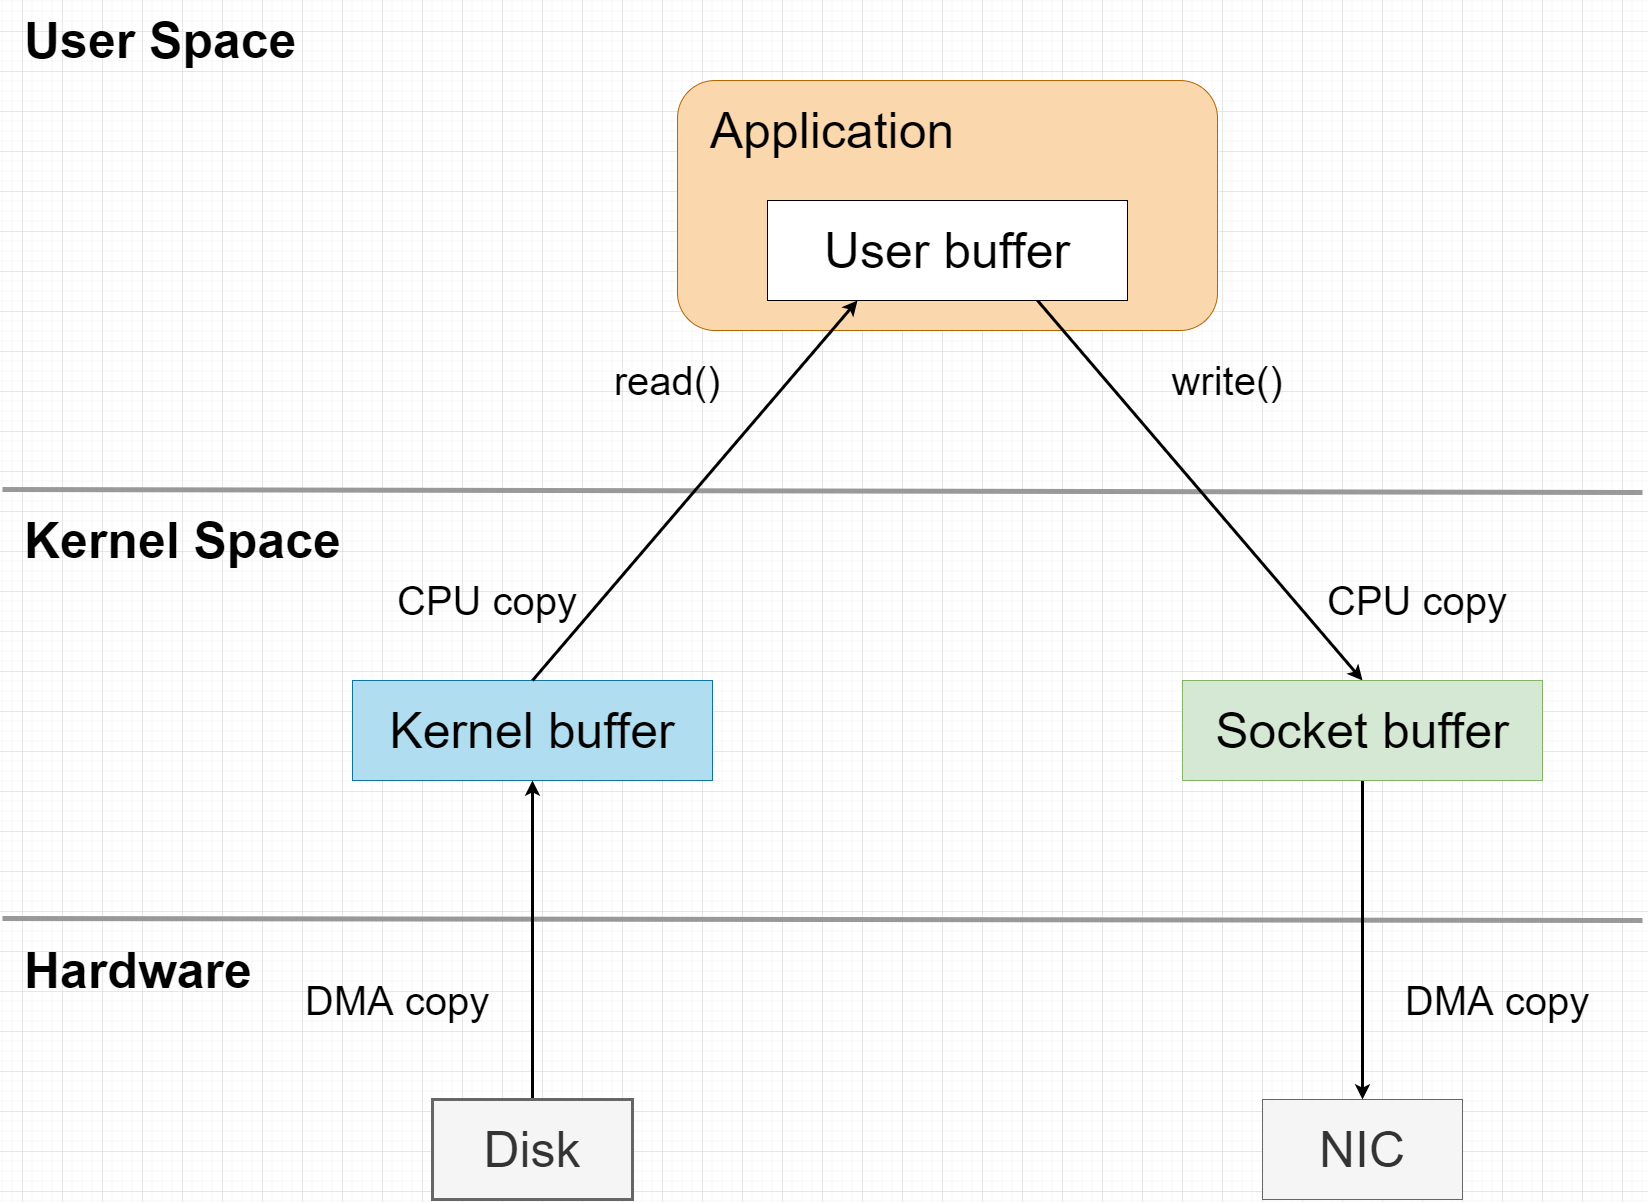 User Space
Application
User buffer
read()
write()
Kernel Space
CPU copy
CPU copy
Kernel buffer
Socket buffer
Hardware
DMA copy
DMA copy
Disk
NIC